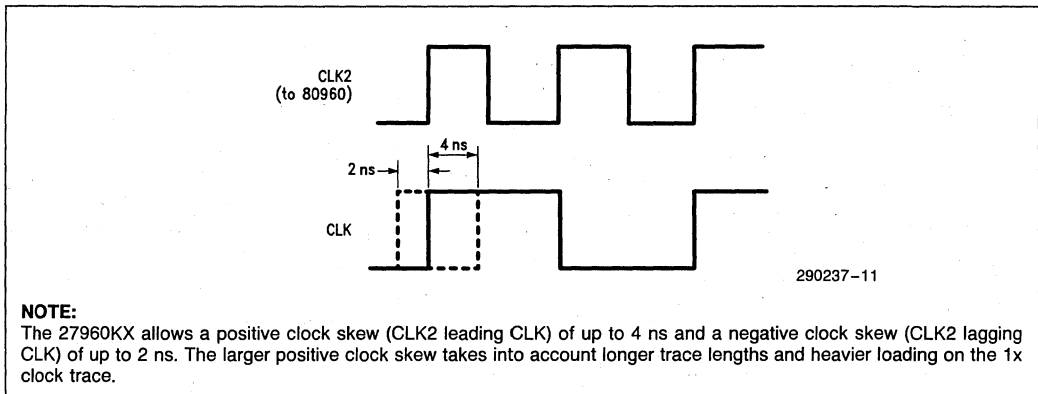 CLK2
(to 80960)
4 ns
2 ns
CLK
290237-11
NOTE:
The 27960KX allows a positive clock skew (CLK2 leading CLK) of up to 4 ns and a negative clock skew (CLK2 lagging
CLK) of up to 2 ns. The larger positive clock skew takes into account longer trace lengths and heavier loading on the 1x
clock trace.